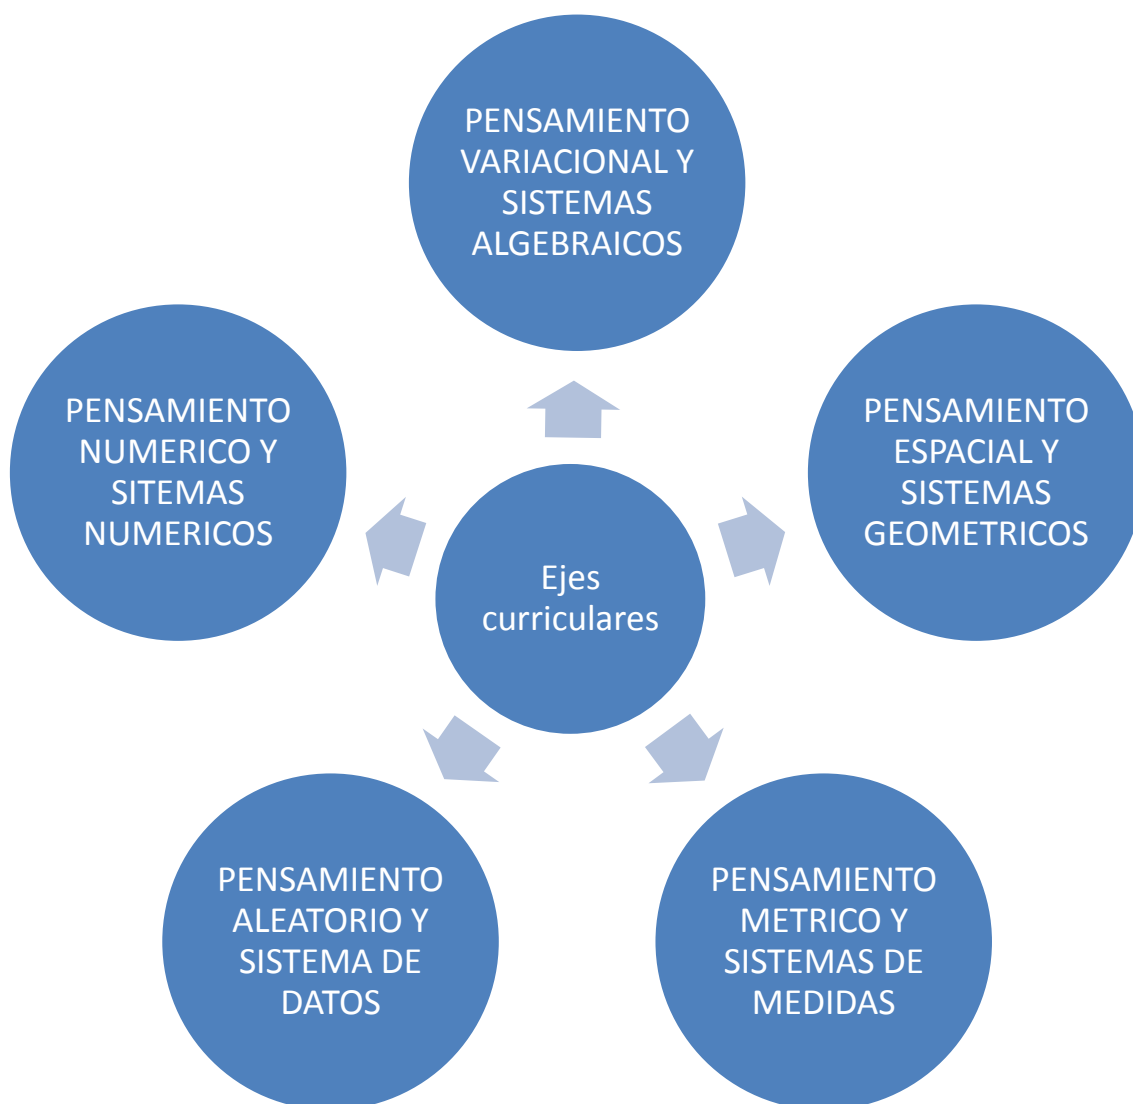 PENSAMIENTO
VARIACIONAL Y
SISTEMAS
ALGEBRAICOS
PENSAMIENTO
NUMERICO Y
SITEMAS
NUMERICOS
PENSAMIENTO
ESPACIAL Y
SISTEMAS
GEOMETRICOS
Ejes
curriculares
PENSAMIENTO
ALEATORIO Y
SISTEMA DE
DATOS
PENSAMIENTO
METRICO Y
SISTEMAS DE
MEDIDAS